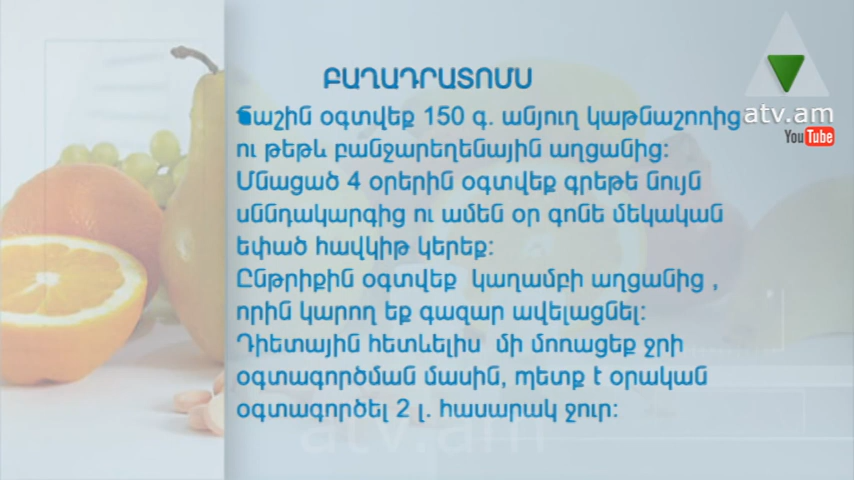 ԲԱՂԱԴՐԱՏՈՄՍ
Ճաշին օգտվեք 150 գ. անյուղ կաթնաշոռից
ու թեթև բանջարեղենային աղցանից:
Մնացած 4 օրերին օգտվեք գրեթե նույն
սննդակարգից ու ամեն օր գոնե մեկական
եփած հավկիթ կերեք:
Ընթրիքին օգտվեք կաղամբի աղցանից ,
որին կարող եք գազար ավելացնել:
Դիետային հետևելիս մի մոռացեք ջրի
օգտագործման մասին, պետք է օրական
օգտագործել 2 լ. հասարակ ջուր:
atv.am
YouTube
atv.am